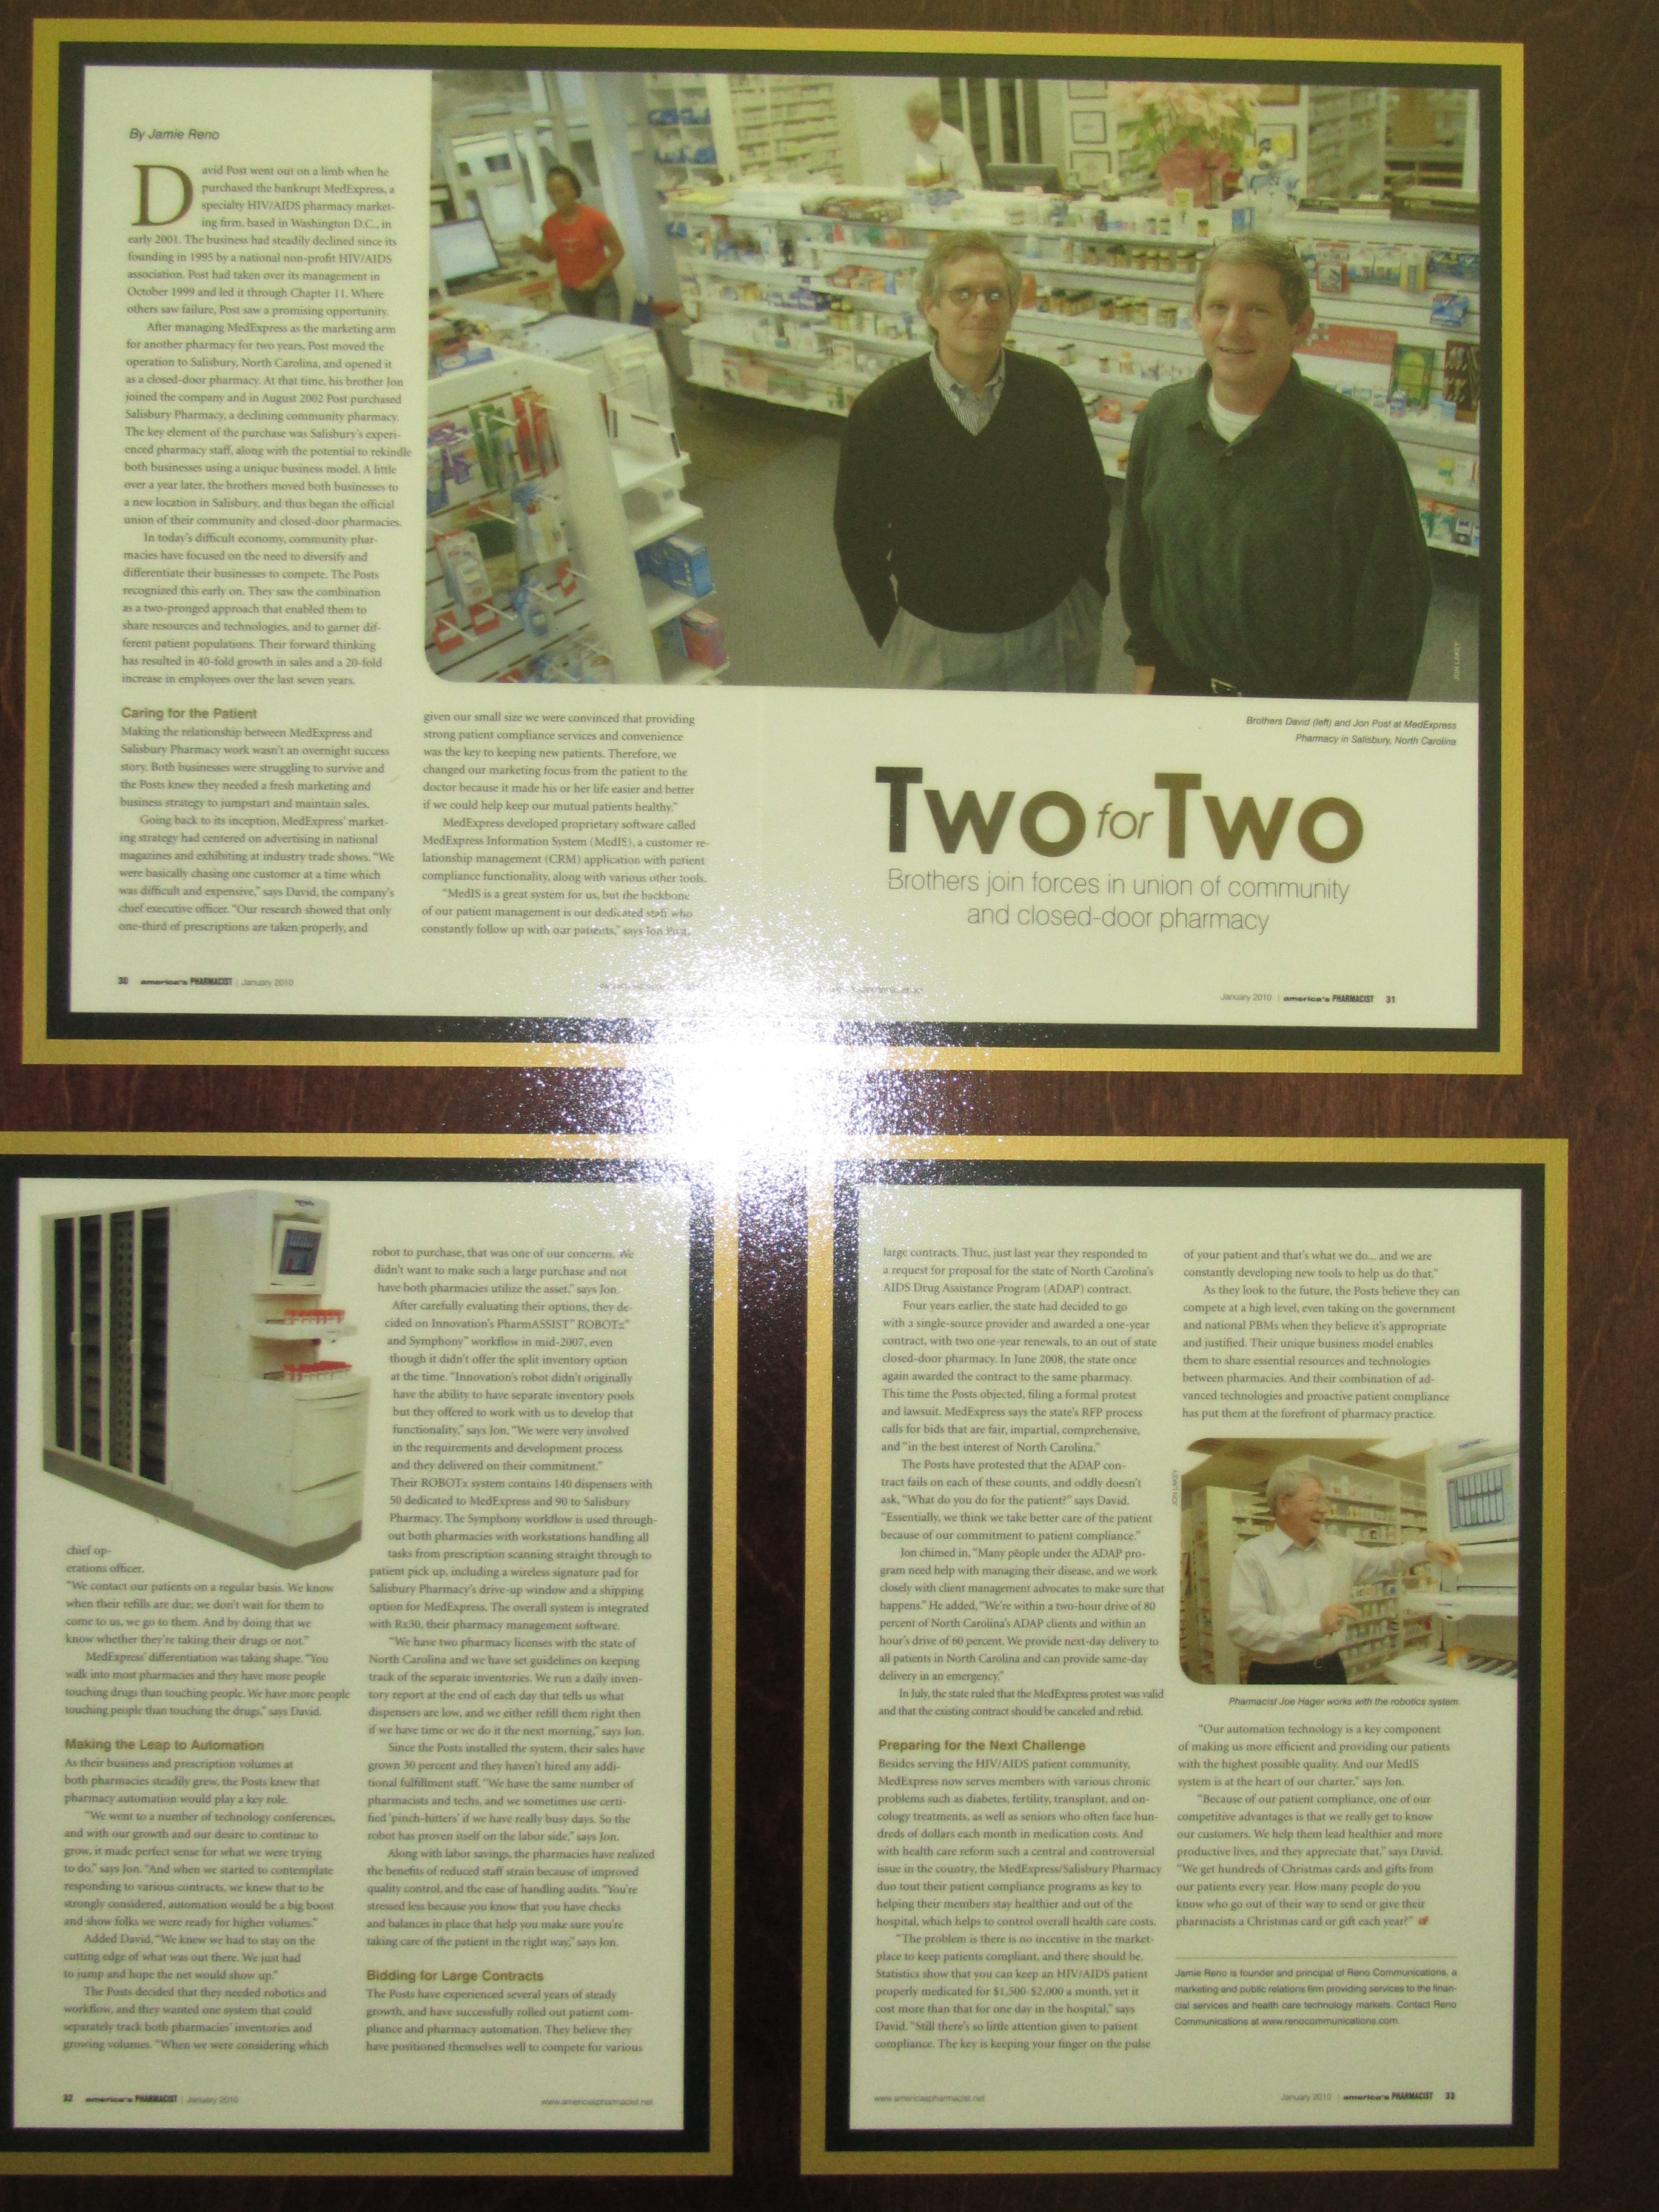 By Jamie Reno
David Post went out on a limb when he
purchased the bankrupt MedExpress, a
specialty HIV/AIDS pharmacy market-
ing firm, based in Washington D.C., in
early 2001. The business had steadily declined since its
founding in 1995 by a national non-profit HIV/AIDS
association. Post had taken over its management in
October 1999 and led it through Chapter 11. Where
others saw failure, Post saw a promising opportunity.
After managing MedExpress as the marketing arm
for another pharmacy for two years, Post moved the
operation to Salisbury, North Carolina, and opened it
as a closed-door pharmacy. At that time, his brother Jon
joined the company and in August 2002 Post purchased
Salisbury Pharmacy, a declining community pharmacy.
The key element of the purchase was Salisbury's experi-
enced pharmacy staff, along with the potential to rekindle
both businesses using a unique business model. A little
over a year later, the brothers moved both businesses to
a new location in Salisbury, and thus began the official
union of their community and closed-door pharmacies.
In today's difficult economy, community phar-
macies have focused on the need to diversify and
differentiate their businesses to compete. The Posts
recognized this early on. They saw the combination
as a two-pronged approach that enabled them to
share resources and technologies, and to garner dif-
ferent patient populations. Their forward thinking
has resulted in 40-fold growth in sales and a 20-fold
increase in employees over the last seven years.
Caring for the Patient
Making the relationship between MedExpress and
Salisbury Pharmacy work wasn't an overnight success
story. Both businesses were struggling to survive and
the Posts knew they needed a fresh marketing and
business strategy to jumpstart and maintain sales.
Going back to its inception, MedExpress' market-
ing strategy had centered on advertising in national
magazines and exhibiting at industry trade shows. "We
were basically chasing one customer at a time which
was difficult and expensive," says David, the company's
chief executive officer. "Our research showed that only
one-third of prescriptions are taken properly, and
given our small size we were convinced that providing
strong patient compliance services and convenience
was the key to keeping new patients. Therefore, we
changed our marketing focus from the patient to the
doctor because it made his or her life easier and better
if we could help keep our mutual patients healthy."
MedExpress developed proprietary software called
MedExpress Information System (MedIS), a customer re-
lationship management (CRM) application with patient
compliance functionality, along with various other tools.
"MedIS is a great system for us, but the backbone
of our patient management is our dedicated staff who
constantly follow up with our patients," says Jon Post,
JON LAKEY
Brothers David (left) and Jon Post at MedExpress
Pharmacy in Salisbury, North Carolina
Two for Two
Brothers join forces in union of community
and closed-door pharmacy
30 america's PHARMACIST | January 2010
January 2010 | america's PHARMACIST 31
chief op-
erations officer.
"We contact our patients on a regular basis. We know
when their refills are due; we don't wait for them to
come to us, we go to them. And by doing that we
know whether they're taking their drugs or not."
MedExpress' differentiation was taking shape. "You
walk into most pharmacies and they have more people
touching drugs than touching people. We have more people
touching people than touching the drugs," says David.
Making the Leap to Automation
As their business and prescription volumes at
both pharmacies steadily grew, the Posts knew that
pharmacy automation would play a key role.
"We went to a number of technology conferences,
and with our growth and our desire to continue to
grow, it made perfect sense for what we were trying
to do," says Jon. "And when we started to contemplate
responding to various contracts, we knew that to be
strongly considered, automation would be a big boost
and show folks we were ready for higher volumes."
Added David, "We knew we had to stay on the
cutting edge of what was out there. We just had
to jump and hope the net would show up."
The Posts decided that they needed robotics and
workflow, and they wanted one system that could
separately track both pharmacies' inventories and
growing volumes. "When we were considering which
robot to purchase, that was one of our concerns. We
didn't want to make such a large purchase and not
have both pharmacies utilize the asset," says Jon.
After carefully evaluating their options, they de-
cided on Innovation's PharmASSIST™ ROBOTx™
and Symphony™ workflow in mid-2007, even
though it didn't offer the split inventory option
at the time. "Innovation's robot didn't originally
have the ability to have separate inventory pools
but they offered to work with us to develop that
functionality," says Jon. "We were very involved
in the requirements and development process
and they delivered on their commitment."
Their ROBOTx system contains 140 dispensers with
50 dedicated to MedExpress and 90 to Salisbury
Pharmacy. The Symphony workflow is used through-
out both pharmacies with workstations handling all
tasks from prescription scanning straight through to
patient pick up, including a wireless signature pad for
Salisbury Pharmacy's drive-up window and a shipping
option for MedExpress. The overall system is integrated
with Rx30, their pharmacy management software.
"We have two pharmacy licenses with the state of
North Carolina and we have set guidelines on keeping
track of the separate inventories. We run a daily inven-
tory report at the end of each day that tells us what
dispensers are low, and we either refill them right then
if we have time or we do it the next morning," says Jon.
Since the Posts installed the system, their sales have
grown 30 percent and they haven't hired any addi-
tional fulfillment staff. "We have the same number of
pharmacists and techs, and we sometimes use certi-
fied 'pinch-hitters' if we have really busy days. So the
robot has proven itself on the labor side," says Jon.
Along with labor savings, the pharmacies have realized
the benefits of reduced staff strain because of improved
quality control, and the ease of handling audits. "You're
stressed less because you know that you have checks
and balances in place that help you make sure you're
taking care of the patient in the right way," says Jon.
Bidding for Large Contracts
The Posts have experienced several years of steady
growth, and have successfully rolled out patient com-
pliance and pharmacy automation. They believe they
have positioned themselves well to compete for various
32 america's PHARMACIST | January 2010
www.americaspharmacist.net
large contracts. Thus, just last year they responded to
a request for proposal for the state of North Carolina's
AIDS Drug Assistance Program (ADAP) contract.
Four years earlier, the state had decided to go
with a single-source provider and awarded a one-year
contract, with two one-year renewals, to an out of state
closed-door pharmacy. In June 2008, the state once
again awarded the contract to the same pharmacy.
This time the Posts objected, filing a formal protest
and lawsuit. MedExpress says the state's RFP process
calls for bids that are fair, impartial, comprehensive,
and "in the best interest of North Carolina."
The Posts have protested that the ADAP con-
tract fails on each of these counts, and oddly doesn't
ask, "What do you do for the patient?" says David.
"Essentially, we think we take better care of the patient
because of our commitment to patient compliance."
Jon chimed in, "Many people under the ADAP pro-
gram need help with managing their disease, and we work
closely with client management advocates to make sure that
happens." He added, "We're within a two-hour drive of 80
percent of North Carolina's ADAP clients and within an
hour's drive of 60 percent. We provide next-day delivery to
all patients in North Carolina and can provide same-day
delivery in an emergency."
In July, the state ruled that the MedExpress protest was valid
and that the existing contract should be canceled and rebid.
Preparing for the Next Challenge
Besides serving the HIV/AIDS patient community,
MedExpress now serves members with various chronic
problems such as diabetes, fertility, transplant, and on-
cology treatments, as well as seniors who often face hun-
dreds of dollars each month in medication costs. And
with health care reform such a central and controversial
issue in the country, the MedExpress/Salisbury Pharmacy
duo tout their patient compliance programs as key to
helping their members stay healthier and out of the
hospital, which helps to control overall health care costs.
"The problem is there is no incentive in the market-
place to keep patients compliant, and there should be.
Statistics show that you can keep an HIV/AIDS patient
properly medicated for $1,500-$2,000 a month, yet it
cost more than that for one day in the hospital," says
David. "Still there's so little attention given to patient
compliance. The key is keeping your finger on the pulse
of your patient and that's what we do... and we are
constantly developing new tools to help us do that."
As they look to the future, the Posts believe they can
compete at a high level, even taking on the government
and national PBMs when they believe it's appropriate
and justified. Their unique business model enables
them to share essential resources and technologies
between pharmacies. And their combination of ad-
vanced technologies and proactive patient compliance
has put them at the forefront of pharmacy practice.
JON LAKEY
Pharmacist Joe Hager works with the robotics system.
"Our automation technology is a key component
of making us more efficient and providing our patients
with the highest possible quality. And our MedIS
system is at the heart of our charter," says Jon.
"Because of our patient compliance, one of our
competitive advantages is that we really get to know
our customers. We help them lead healthier and more
productive lives, and they appreciate that," says David.
"We get hundreds of Christmas cards and gifts from
our patients every year. How many people do you
know who go out of their way to send or give their
pharmacists a Christmas card or gift each year?"
Jamie Reno is founder and principal of Reno Communications, a
marketing and public relations firm providing services to the finan-
cial services and health care technology markets. Contact Reno
Communications at www.renocommunications.com.
www.americaspharmacist.net
January 2010 | america's PHARMACIST 33